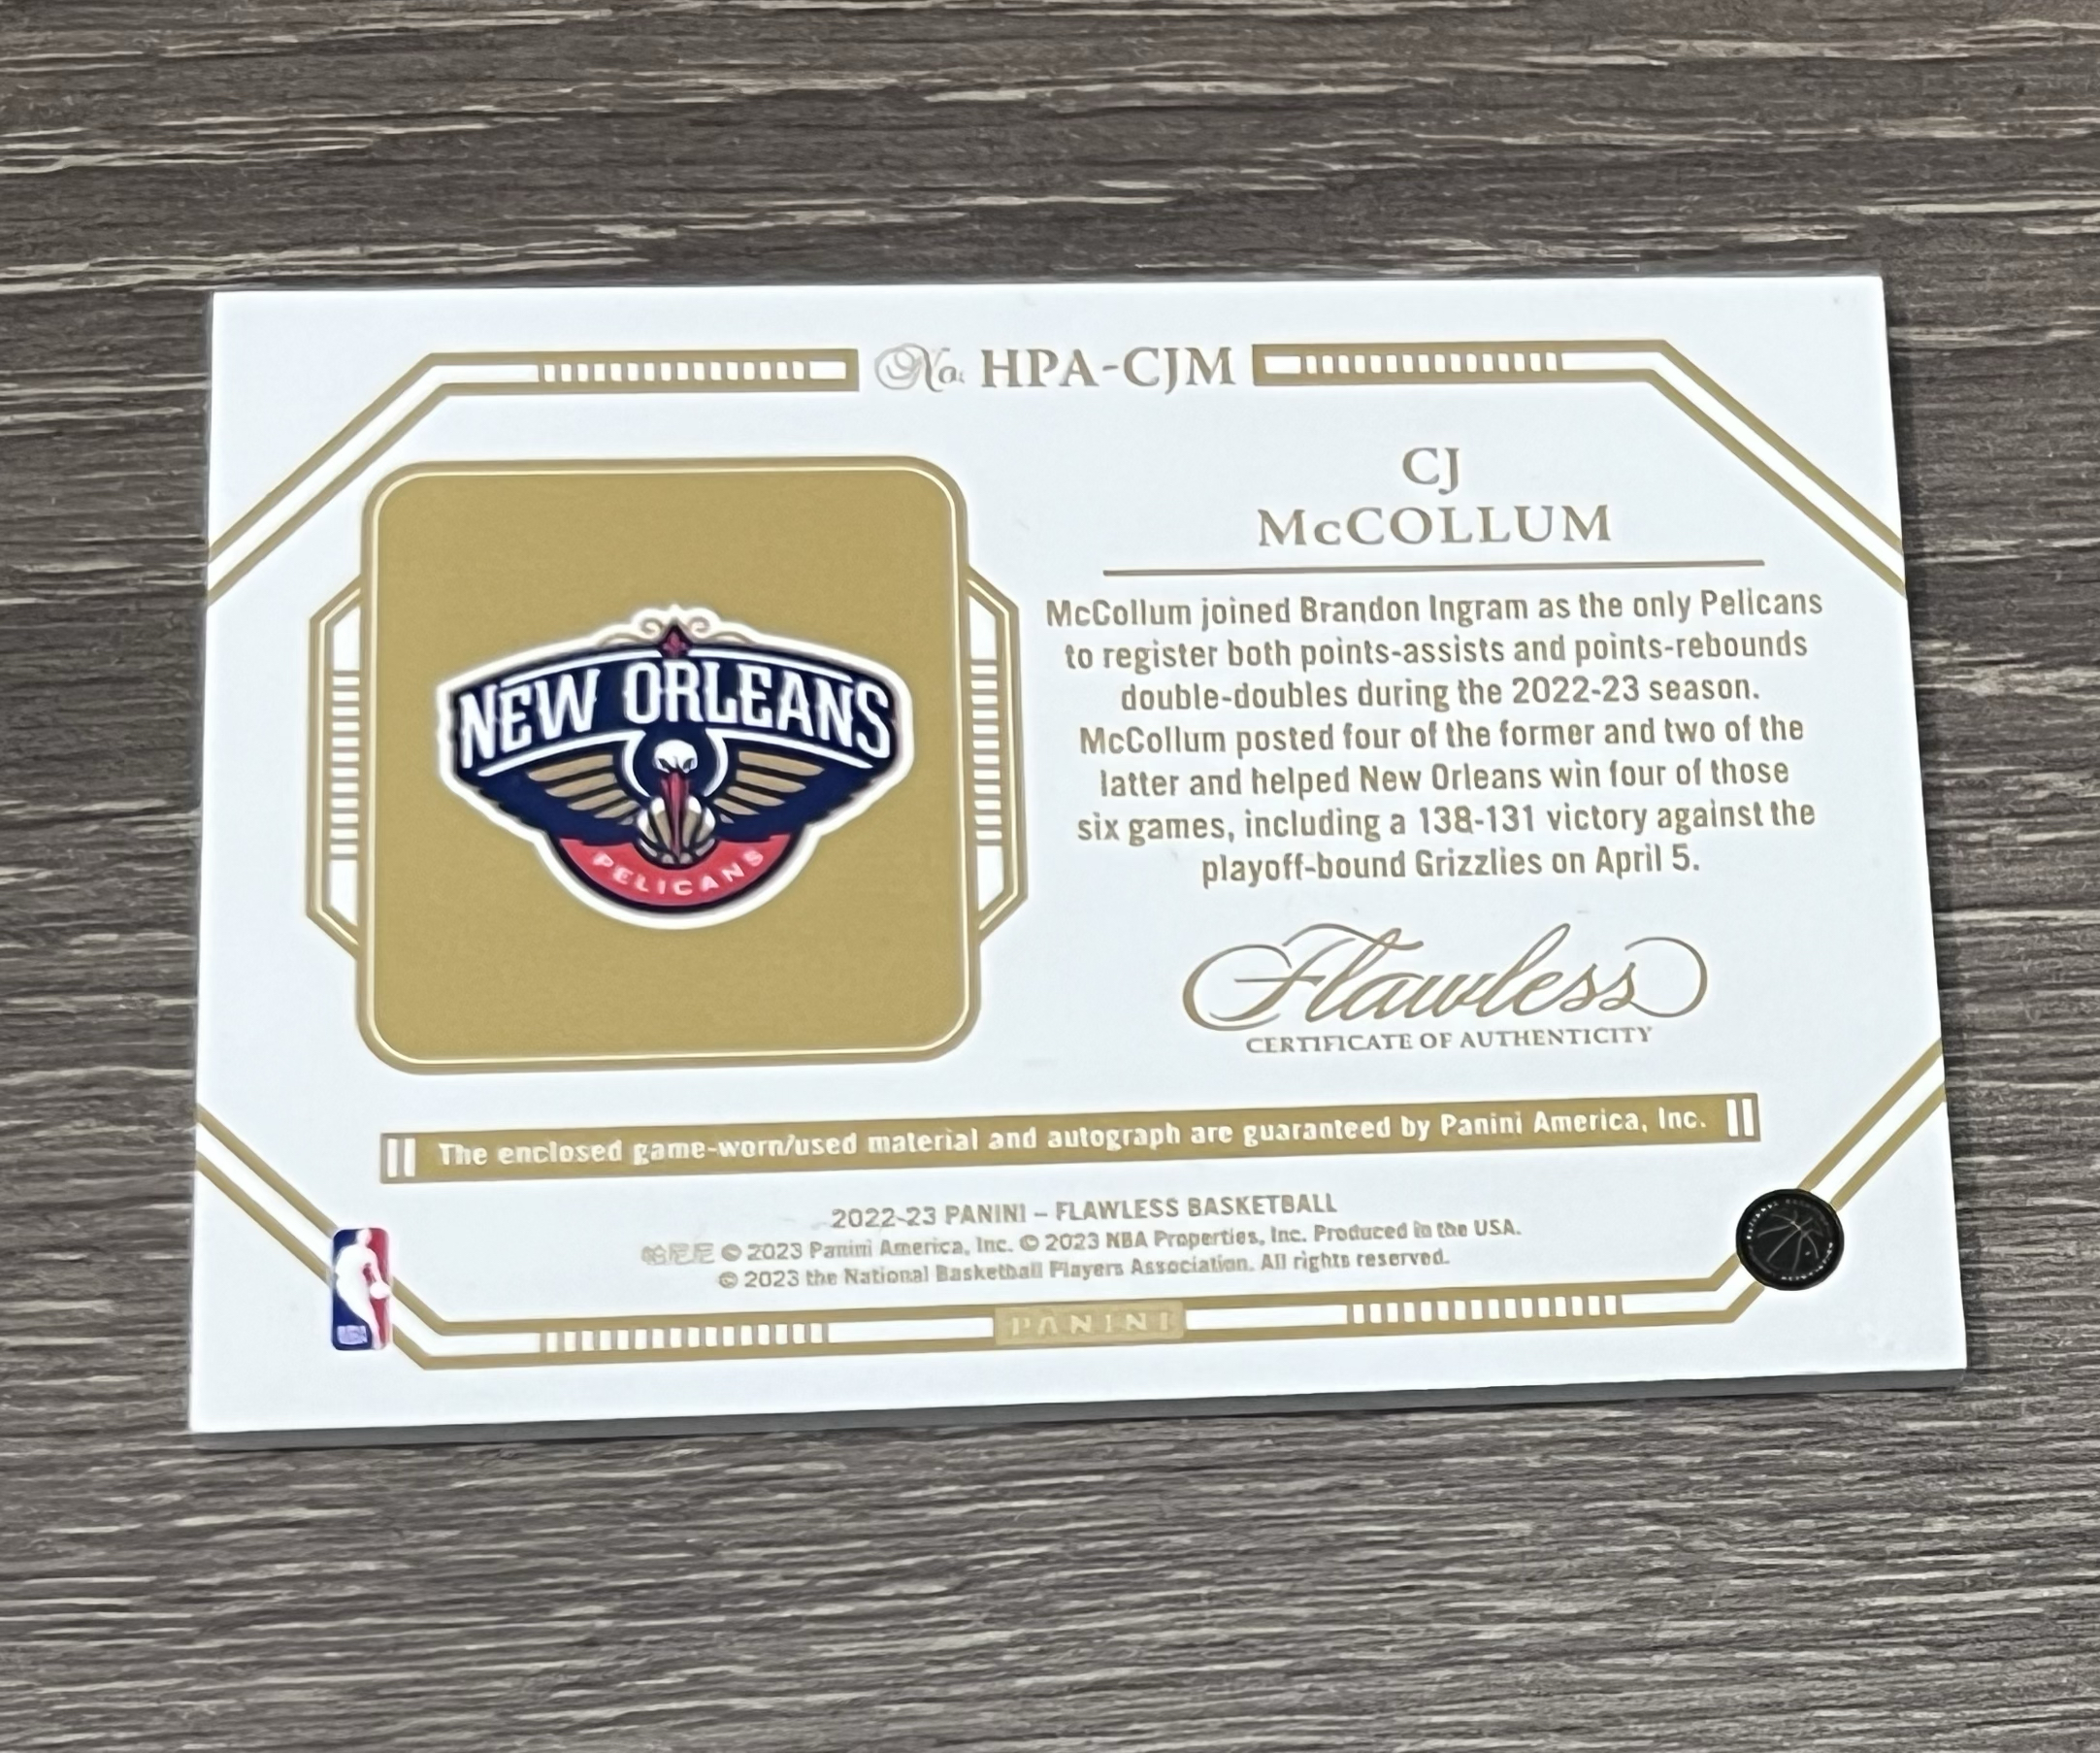 No. HPA-CJM
CJ
McCOLLUM
McCollum joined Brandon Ingram as the only Pelicans
to register both points-assists and points-rebounds
double-doubles during the 2022-23 season.
McCollum posted four of the former and two of the
latter and helped New Orleans win four of those
six games, including a 138-131 victory against the
playoff-bound Grizzlies on April 5.
NEW ORLEANS
PELICANS
Flawless
CERTIFICATE OF AUTHENTICITY
The enclosed game-worn/used material and autograph are guaranteed by Panini America, Inc.
2022-23 PANINI – FLAWLESS BASKETBALL
帕尼尼 © 2023 Panini America, Inc. © 2023 NBA Properties, Inc. Produced in the USA.
© 2023 the National Basketball Players Association. All rights reserved.
NBA
PANINI